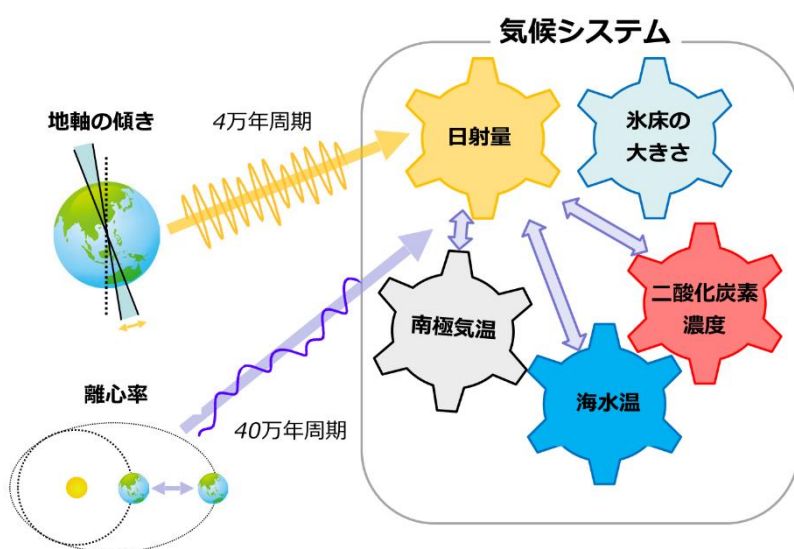 気候システム
地軸の傾き
4万年周期
日射量
氷床の
大きさ
南極気温
二酸化炭素
濃度
海水温
離心率
40万年周期